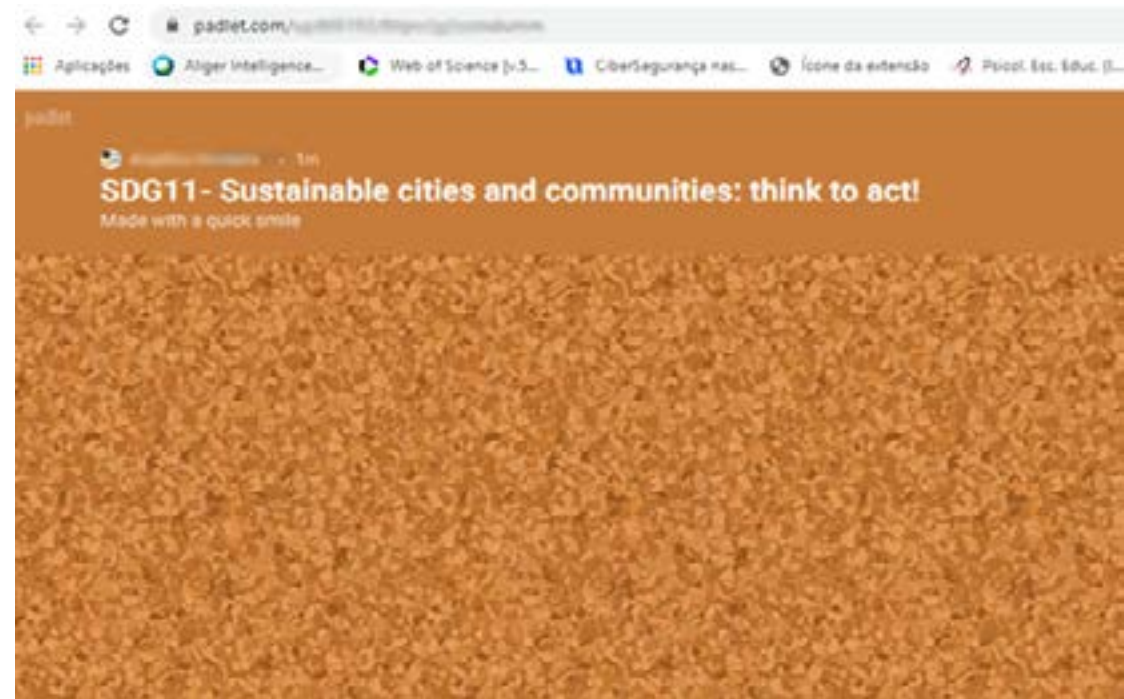 padlet.com/
Aplicações Aliger Intelligence... Web of Science [v.5... CiberSegurança nas... Ícone da extensão Psicol. Esc. Educ. (I...
padlet
1m
SDG11- Sustainable cities and communities: think to act!
Made with a quick smile